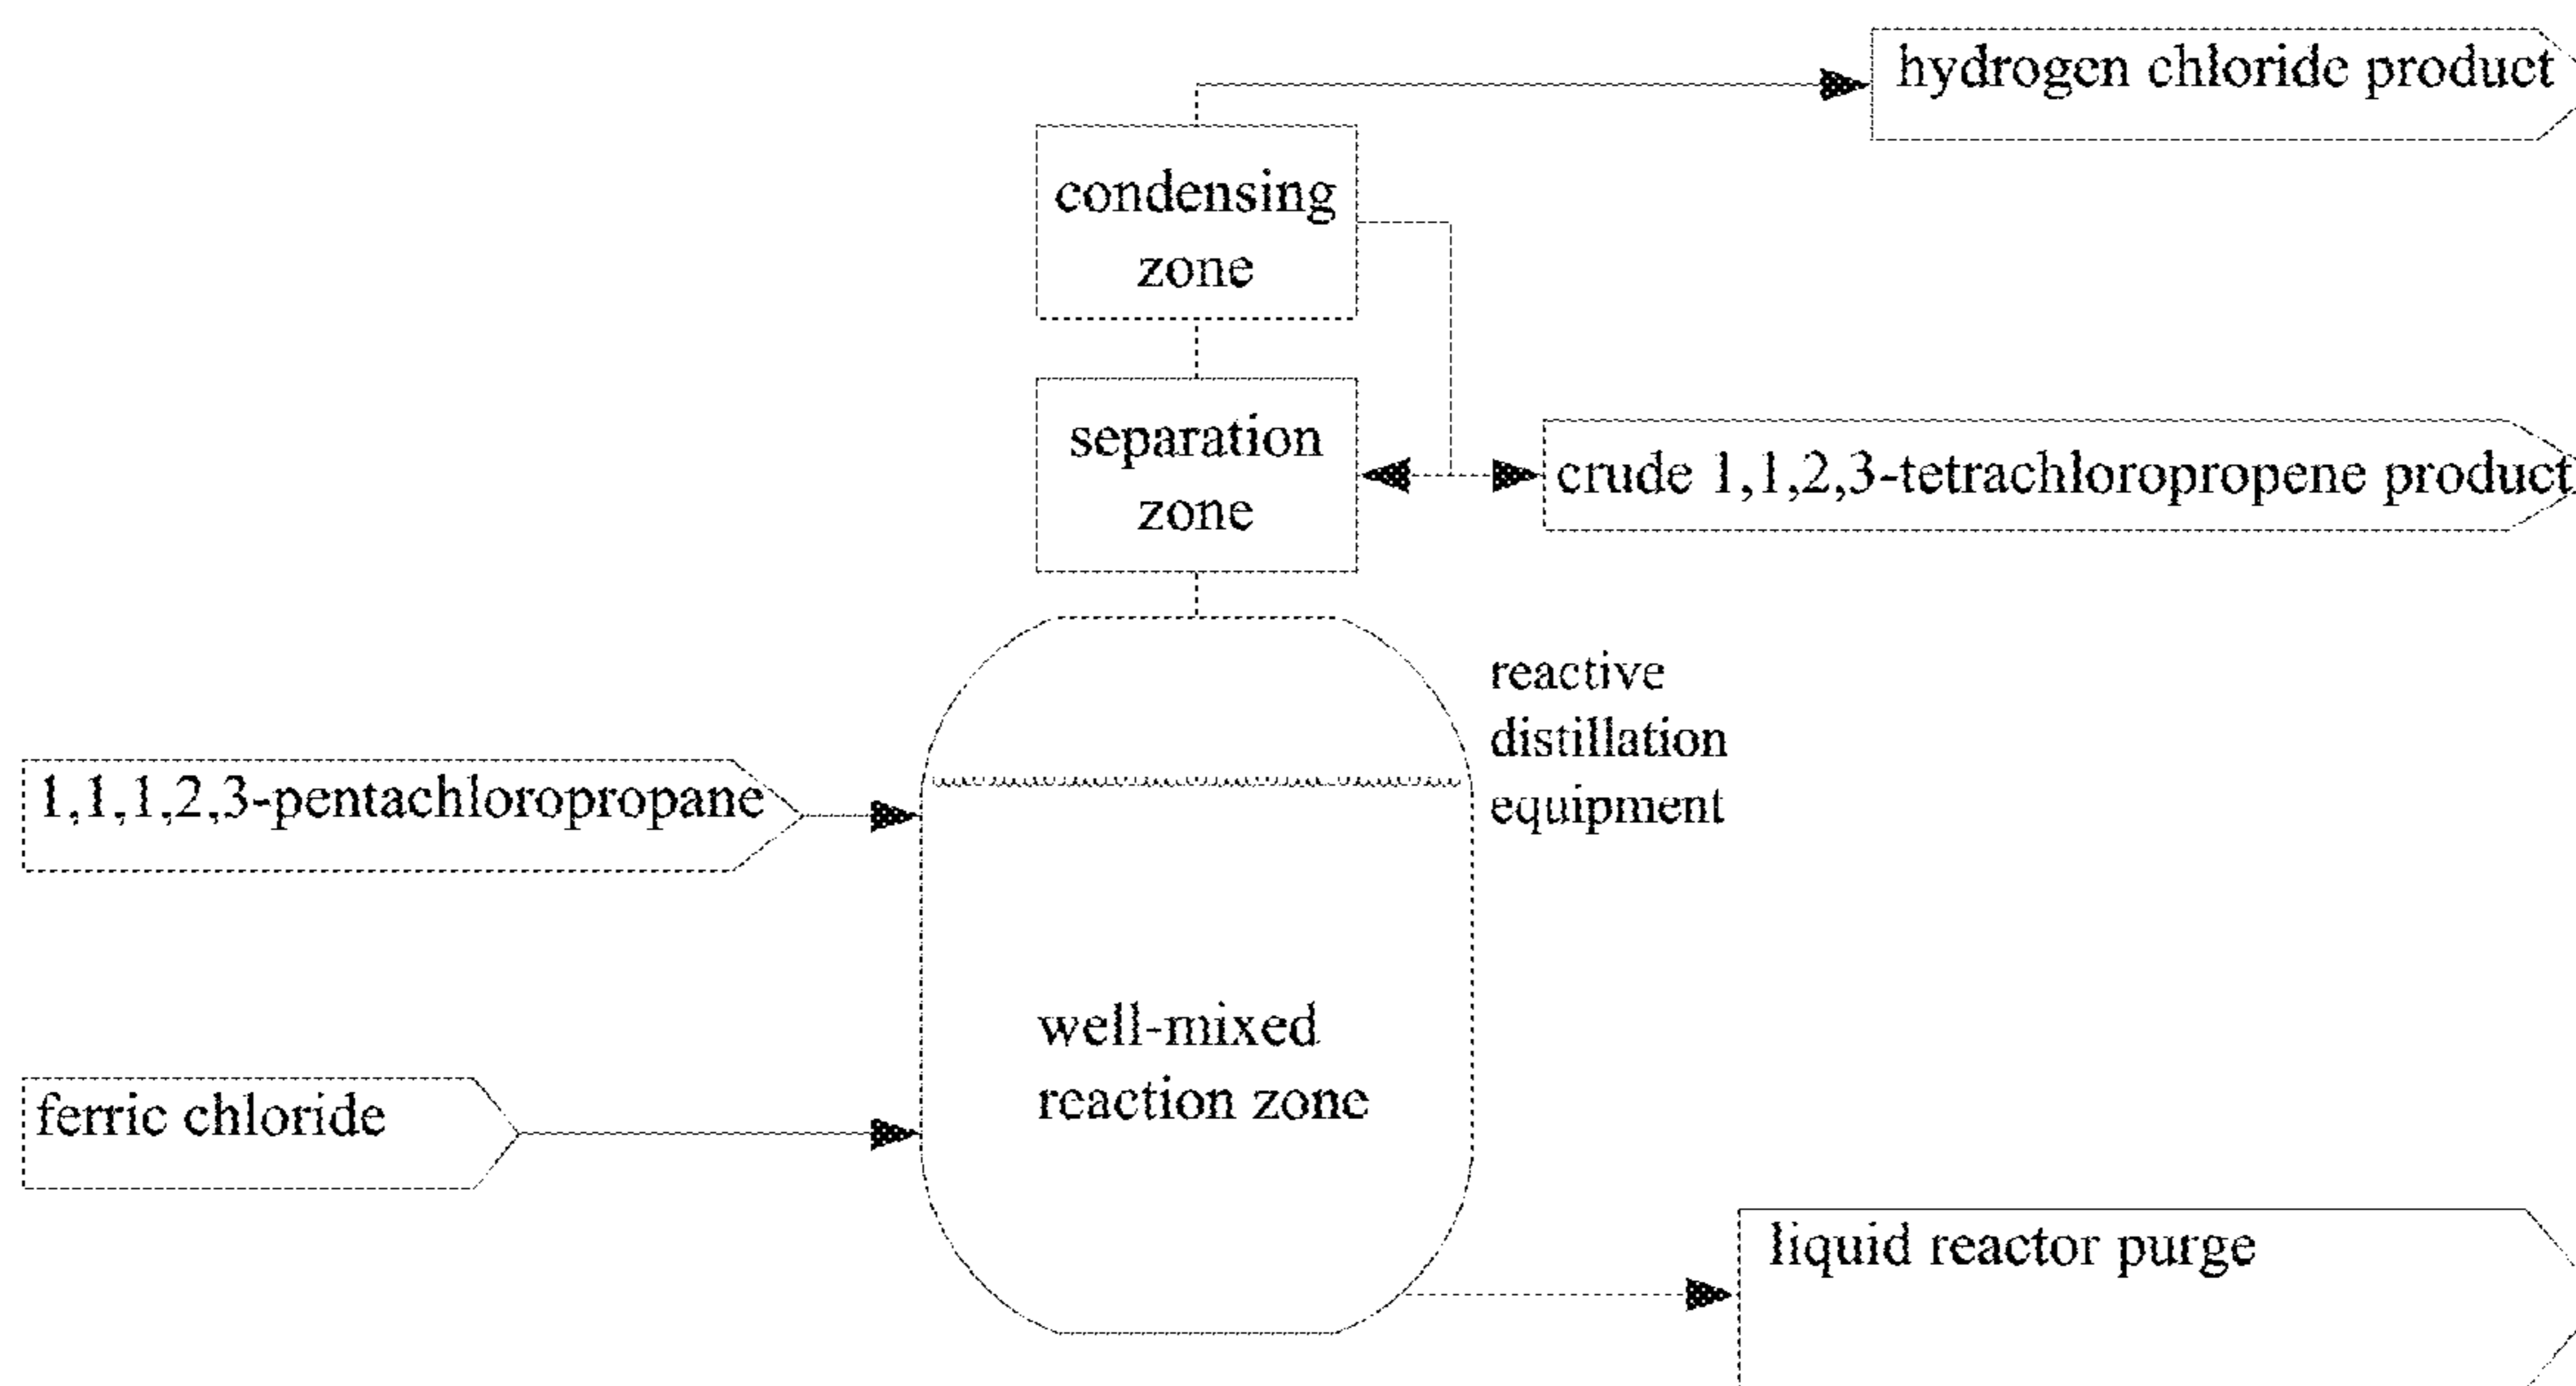 hydrogen chloride product
condensing
zone
separation
zone
crude 1,1,2,3-tetrachloropropene product
reactive
distillation
equipment
1,1,1,2,3-pentachloropropane
well-mixed
reaction zone
ferric chloride
liquid reactor purge